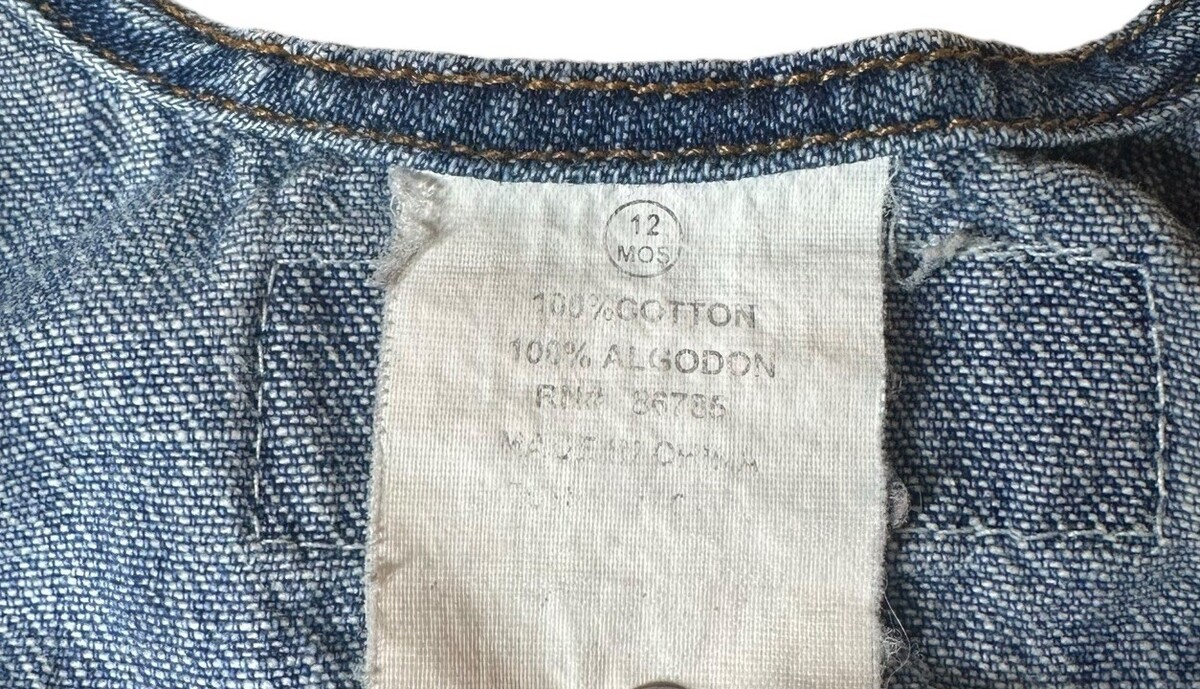 12
MOS
100%COTTON
100% ALGODON
RN# 86785
MADE IN CHINA